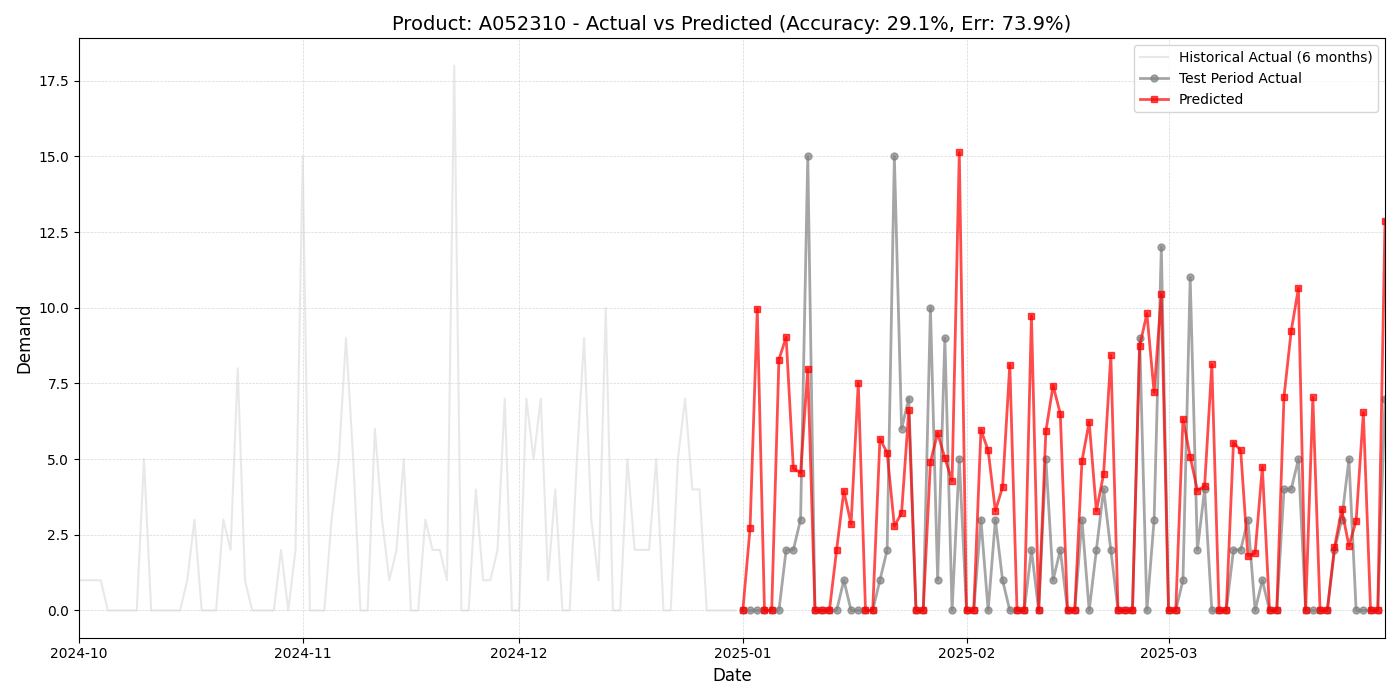 Product: A052310 - Actual vs Predicted (Accuracy: 29.1%, Err: 73.9%)
Historical Actual (6 months)
Test Period Actual
Predicted
17.5
15.0
12.5
10.0
7.5
5.0
2.5
0.0
Demand
2024-10
2024-11
2024-12
2025-01
2025-02
2025-03
Date